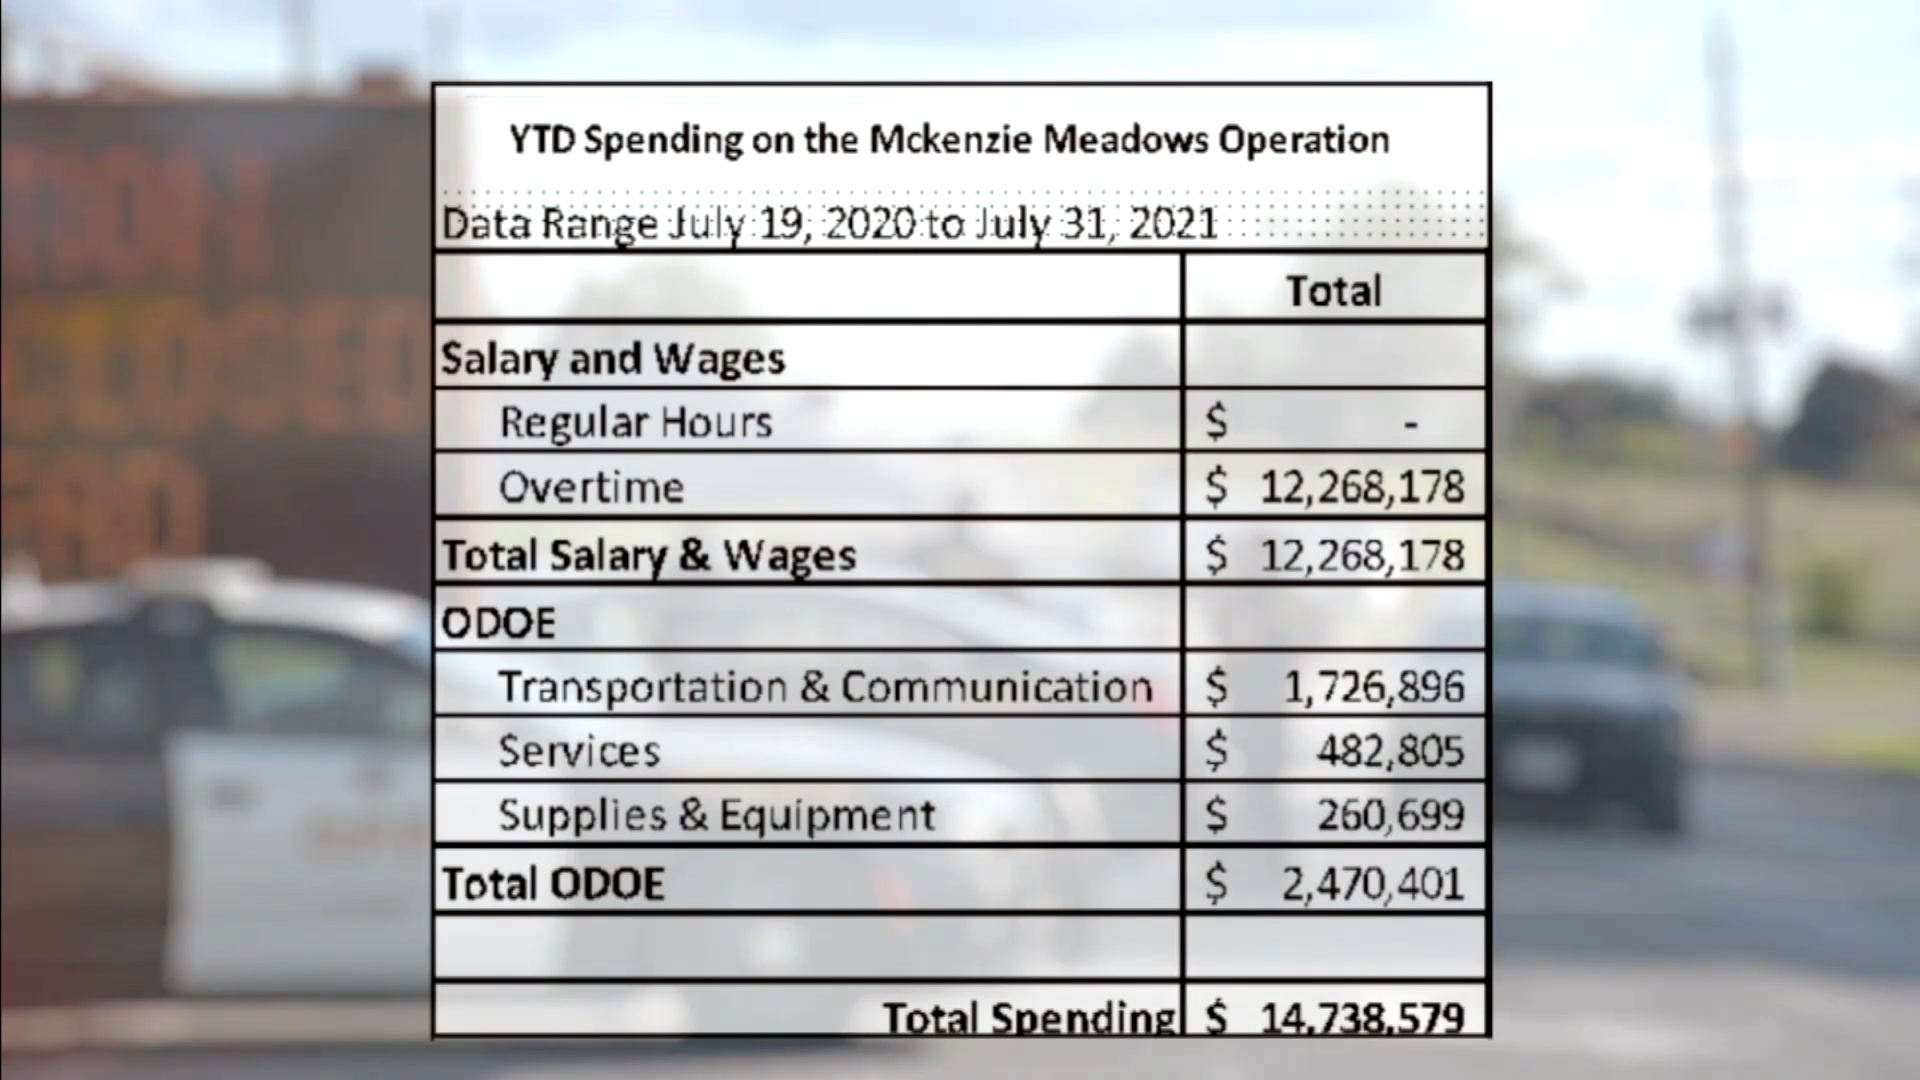 YTD Spending on the Mckenzie Meadows Operation
Data Range July 19, 2020 to July 31, 2021
Total
Salary and Wages
Regular Hours $ -
Overtime $ 12,268,178
Total Salary & Wages $ 12,268,178
ODOE
Transportation & Communication $ 1,726,896
Services $ 482,805
Supplies & Equipment $ 260,699
Total ODOE $ 2,470,401
Total Spending $ 14,738,579